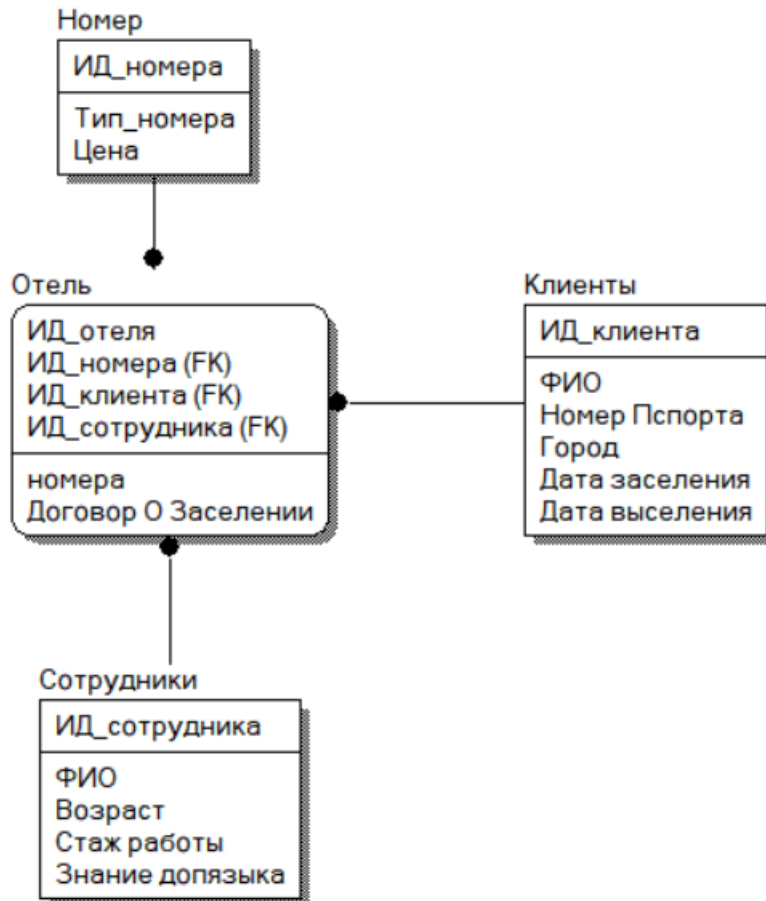 Номер
ИД_номера
Тип_номера
Цена
Отель
ИД_отеля
ИД_номера (FK)
ИД_клиента (FK)
ИД_сотрудника (FK)
номера
Договор О Заселении
Клиенты
ИД_клиента
ФИО
Номер Пспорта
Город
Дата заселения
Дата выселения
Сотрудники
ИД_сотрудника
ФИО
Возраст
Стаж работы
Знание допязыка